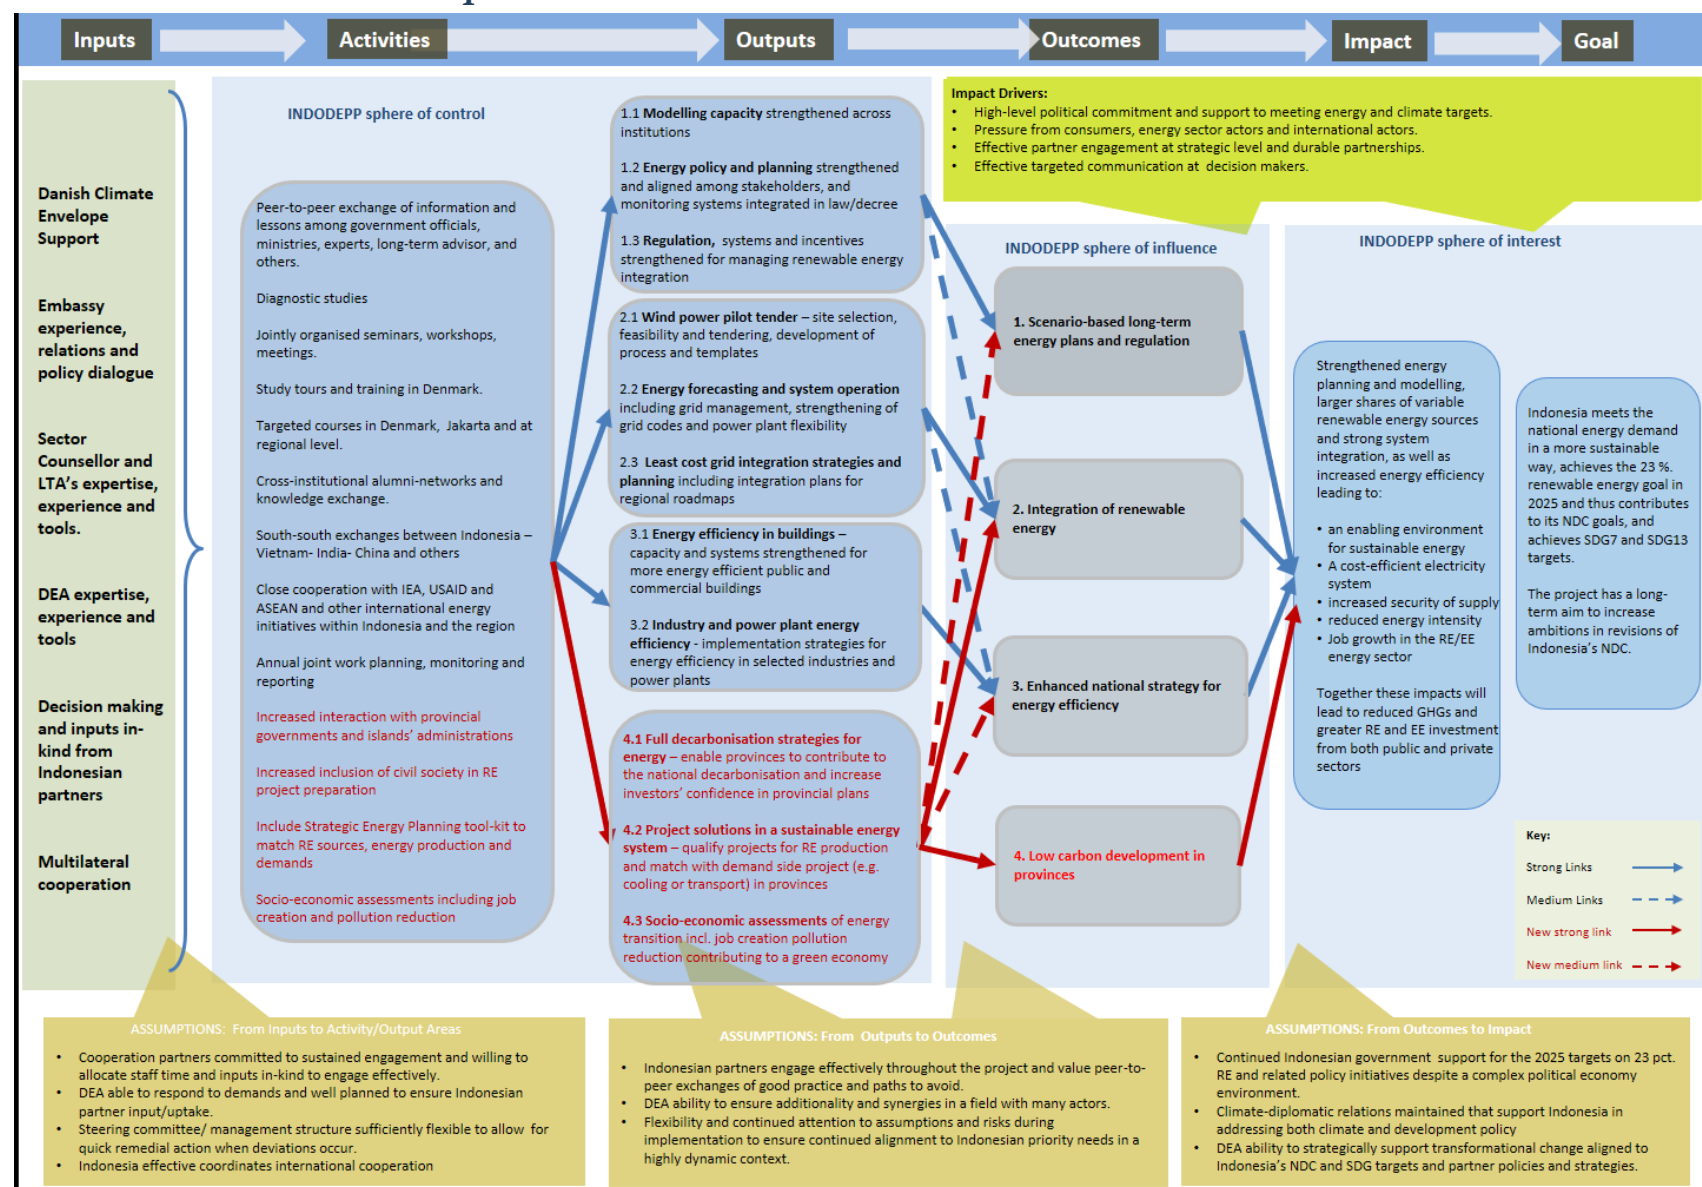 Inputs
Activities
Outputs
Outcomes
Impact
Goal
Danish Climate
Envelope
Support
Embassy
experience,
relations and
policy dialogue
Sector
Counsellor and
LTA's expertise,
experience and
tools.
DEA expertise,
experience and
tools
Decision making
and inputs in-
kind from
Indonesian
partners
Multilateral
cooperation
INDODEPP sphere of control
Peer-to-peer exchange of information and
lessons among government officials,
ministries, experts, long-term advisor, and
others.
Diagnostic studies
Jointly organised seminars, workshops,
meetings.
Study tours and training in Denmark.
Targeted courses in Denmark, Jakarta and at
regional level.
Cross-institutional alumni-networks and
knowledge exchange.
South-south exchanges between Indonesia –
Vietnam- India- China and others
Close cooperation with IEA, USAID and
ASEAN and other international energy
initiatives within Indonesia and the region
Annual joint work planning, monitoring and
reporting
Increased interaction with provincial
governments and islands' administrations
Increased inclusion of civil society in RE
project preparation
Include Strategic Energy Planning tool-kit to
match RE sources, energy production and
demands
Socio-economic assessments including job
creation and pollution reduction
1.1 Modelling capacity strengthened across
institutions
1.2 Energy policy and planning strengthened
and aligned among stakeholders, and
monitoring systems integrated in law/decree
1.3 Regulation, systems and incentives
strengthened for managing renewable energy
integration
2.1 Wind power pilot tender – site selection,
feasibility and tendering, development of
process and templates
2.2 Energy forecasting and system operation
including grid management, strengthening of
grid codes and power plant flexibility
2.3 Least cost grid integration strategies and
planning including integration plans for
regional roadmaps
3.1 Energy efficiency in buildings –
capacity and systems strengthened for
more energy efficient public and
commercial buildings
3.2 Industry and power plant energy
efficiency - implementation strategies for
energy efficiency in selected industries and
power plants
4.1 Full decarbonisation strategies for
energy – enable provinces to contribute to
the national decarbonisation and increase
investors' confidence in provincial plans
4.2 Project solutions in a sustainable energy
system – qualify projects for RE production
and match with demand side project (e.g.
cooling or transport) in provinces
4.3 Socio-economic assessments of energy
transition incl. job creation pollution
reduction contributing to a green economy
Impact Drivers:
• High-level political commitment and support to meeting energy and climate targets.
• Pressure from consumers, energy sector actors and international actors.
• Effective partner engagement at strategic level and durable partnerships.
• Effective targeted communication at decision makers.
INDODEPP sphere of influence
1. Scenario-based long-term
energy plans and regulation
2. Integration of renewable
energy
3. Enhanced national strategy for
energy efficiency
4. Low carbon development in
provinces
INDODEPP sphere of interest
Strengthened energy
planning and modelling,
larger shares of variable
renewable energy sources
and strong system
integration, as well as
increased energy efficiency
leading to:
• an enabling environment
for sustainable energy
• A cost-efficient electricity
system
• increased security of supply
• reduced energy intensity
• Job growth in the RE/EE
energy sector
Together these impacts will
lead to reduced GHGs and
greater RE and EE investment
from both public and private
sectors
Indonesia meets the
national energy demand
in a more sustainable
way, achieves the 23 %.
renewable energy goal in
2025 and thus contributes
to its NDC goals, and
achieves SDG7 and SDG13
targets.
The project has a long-
term aim to increase
ambitions in revisions of
Indonesia's NDC.
Key:
Strong Links
Medium Links
New strong link
New medium link
ASSUMPTIONS: From Inputs to Activity/Output Areas
• Cooperation partners committed to sustained engagement and willing to
allocate staff time and inputs in-kind to engage effectively.
• DEA able to respond to demands and well planned to ensure Indonesian
partner input/uptake.
• Steering committee/ management structure sufficiently flexible to allow for
quick remedial action when deviations occur.
• Indonesia effective coordinates international cooperation
ASSUMPTIONS: From Outputs to Outcomes
• Indonesian partners engage effectively throughout the project and value peer-to-
peer exchanges of good practice and paths to avoid.
• DEA ability to ensure additionality and synergies in a field with many actors.
• Flexibility and continued attention to assumptions and risks during
implementation to ensure continued alignment to Indonesian priority needs in a
highly dynamic context.
ASSUMPTIONS: From Outcomes to Impact
• Continued Indonesian government support for the 2025 targets on 23 pct.
RE and related policy initiatives despite a complex political economy
environment.
• Climate-diplomatic relations maintained that support Indonesia in
addressing both climate and development policy
• DEA ability to strategically support transformational change aligned to
Indonesia's NDC and SDG targets and partner policies and strategies.